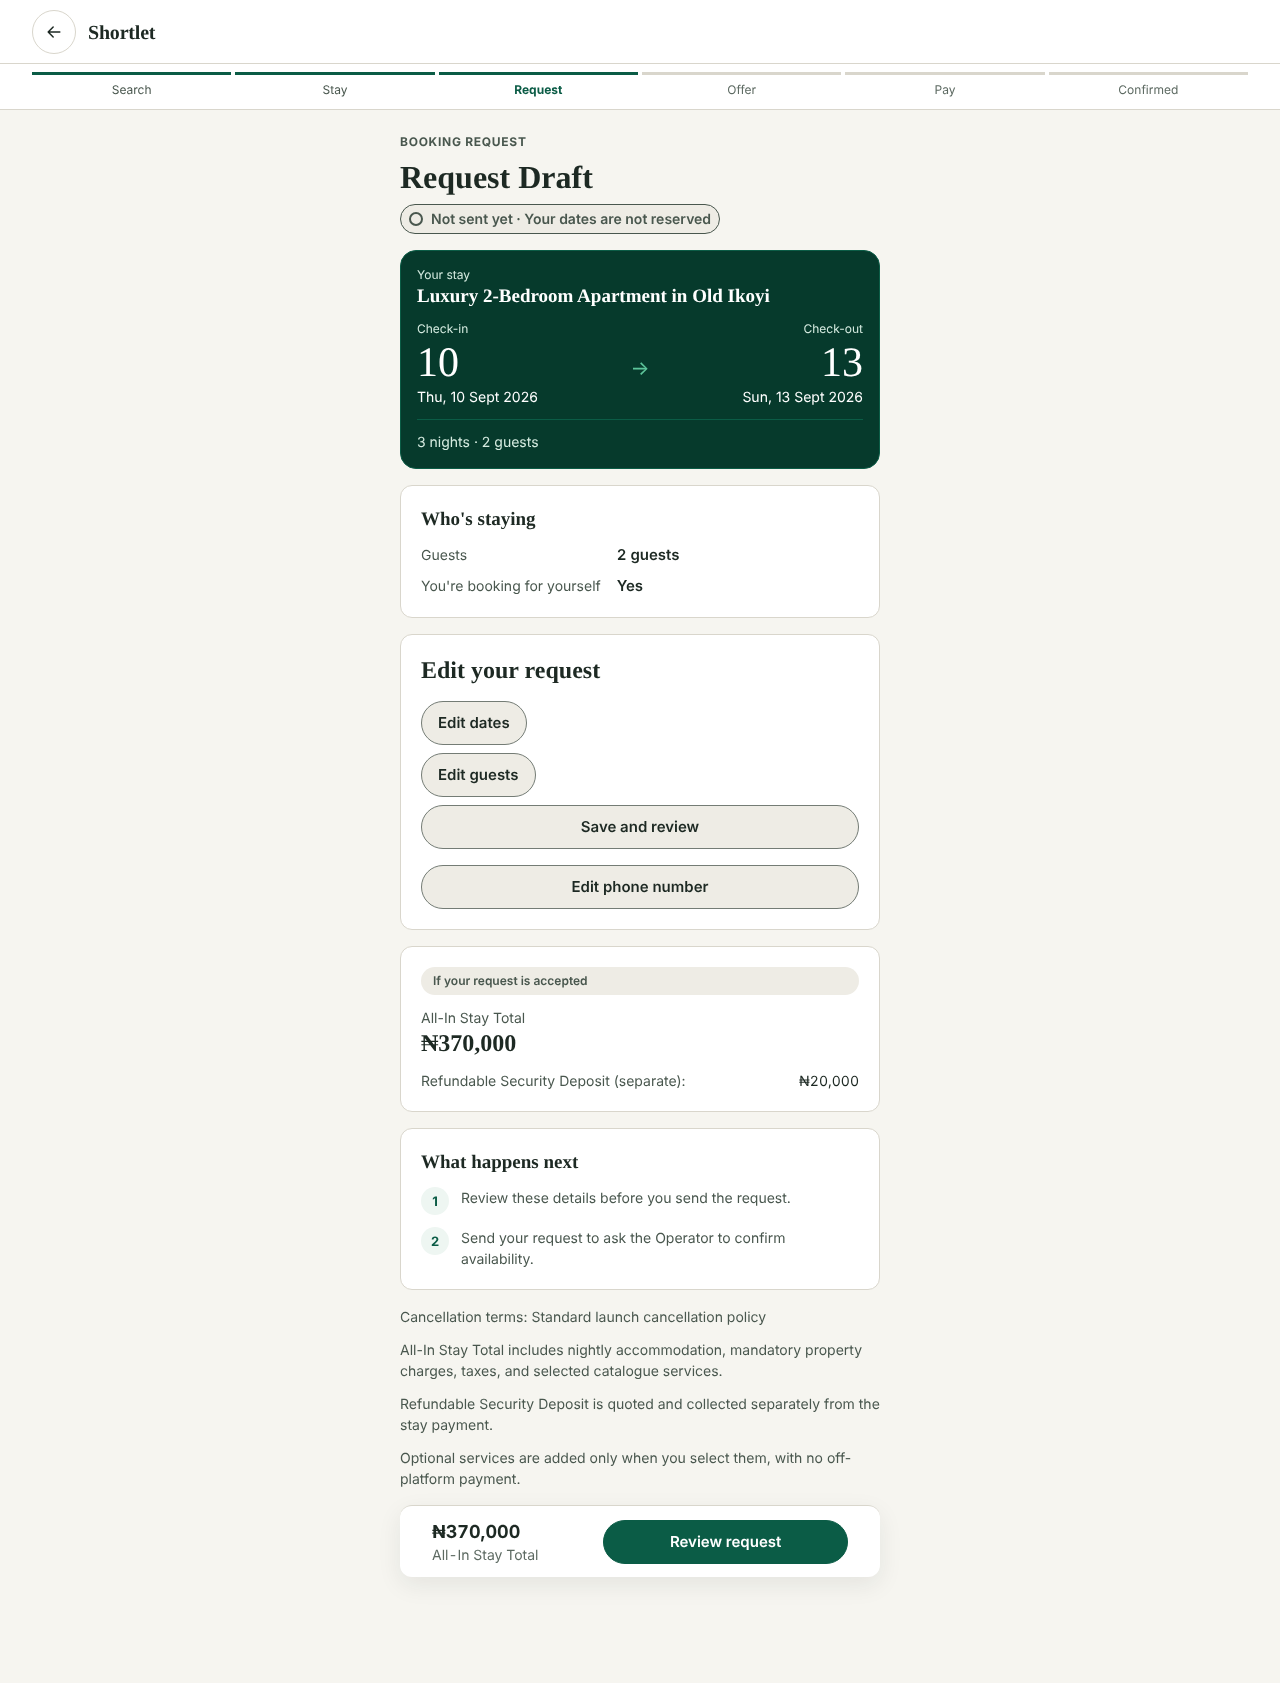 Shortlet
Search
Stay
Request
Offer
Pay
Confirmed
BOOKING REQUEST
Request Draft
Not sent yet · Your dates are not reserved
Your stay
Luxury 2-Bedroom Apartment in Old Ikoyi
Check-in
Check-out
10
→
13
Thu, 10 Sept 2026
Sun, 13 Sept 2026
3 nights · 2 guests
Who's staying
Guests 2 guests
You're booking for yourself Yes
Edit your request
Edit dates
Edit guests
Save and review
Edit phone number
If your request is accepted
All-In Stay Total
₦370,000
Refundable Security Deposit (separate): ₦20,000
What happens next
1 Review these details before you send the request.
2 Send your request to ask the Operator to confirm
availability.
Cancellation terms: Standard launch cancellation policy
All-In Stay Total includes nightly accommodation, mandatory property
charges, taxes, and selected catalogue services.
Refundable Security Deposit is quoted and collected separately from the
stay payment.
Optional services are added only when you select them, with no off-
platform payment.
₦370,000
All-In Stay Total
Review request